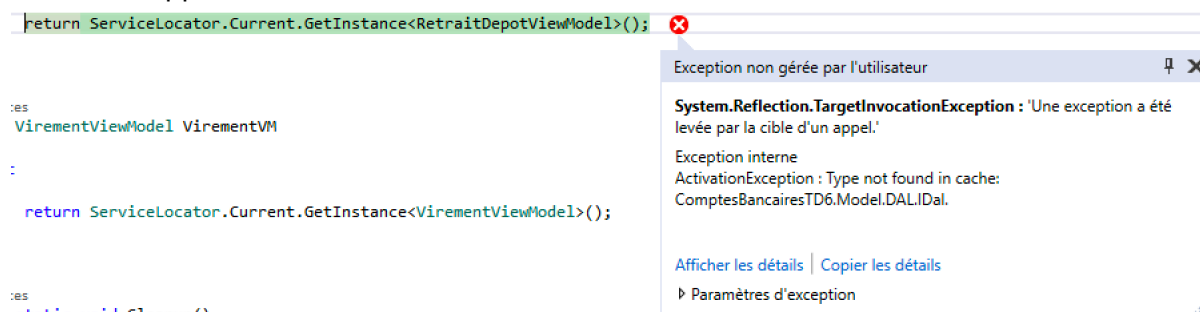 return ServiceLocator.Current.GetInstance<RetraitDepotViewModel>();
Exception non gérée par l'utilisateur
System.Reflection.TargetInvocationException : 'Une exception a été
levée par la cible d'un appel.'
Exception interne
ActivationException : Type not found in cache:
ComptesBancairesTD6.Model.DAL.IDal.
Afficher les détails | Copier les détails
Paramètres d'exception
ces
VirementViewModel VirementVM
return ServiceLocator.Current.GetInstance<VirementViewModel>();
ces